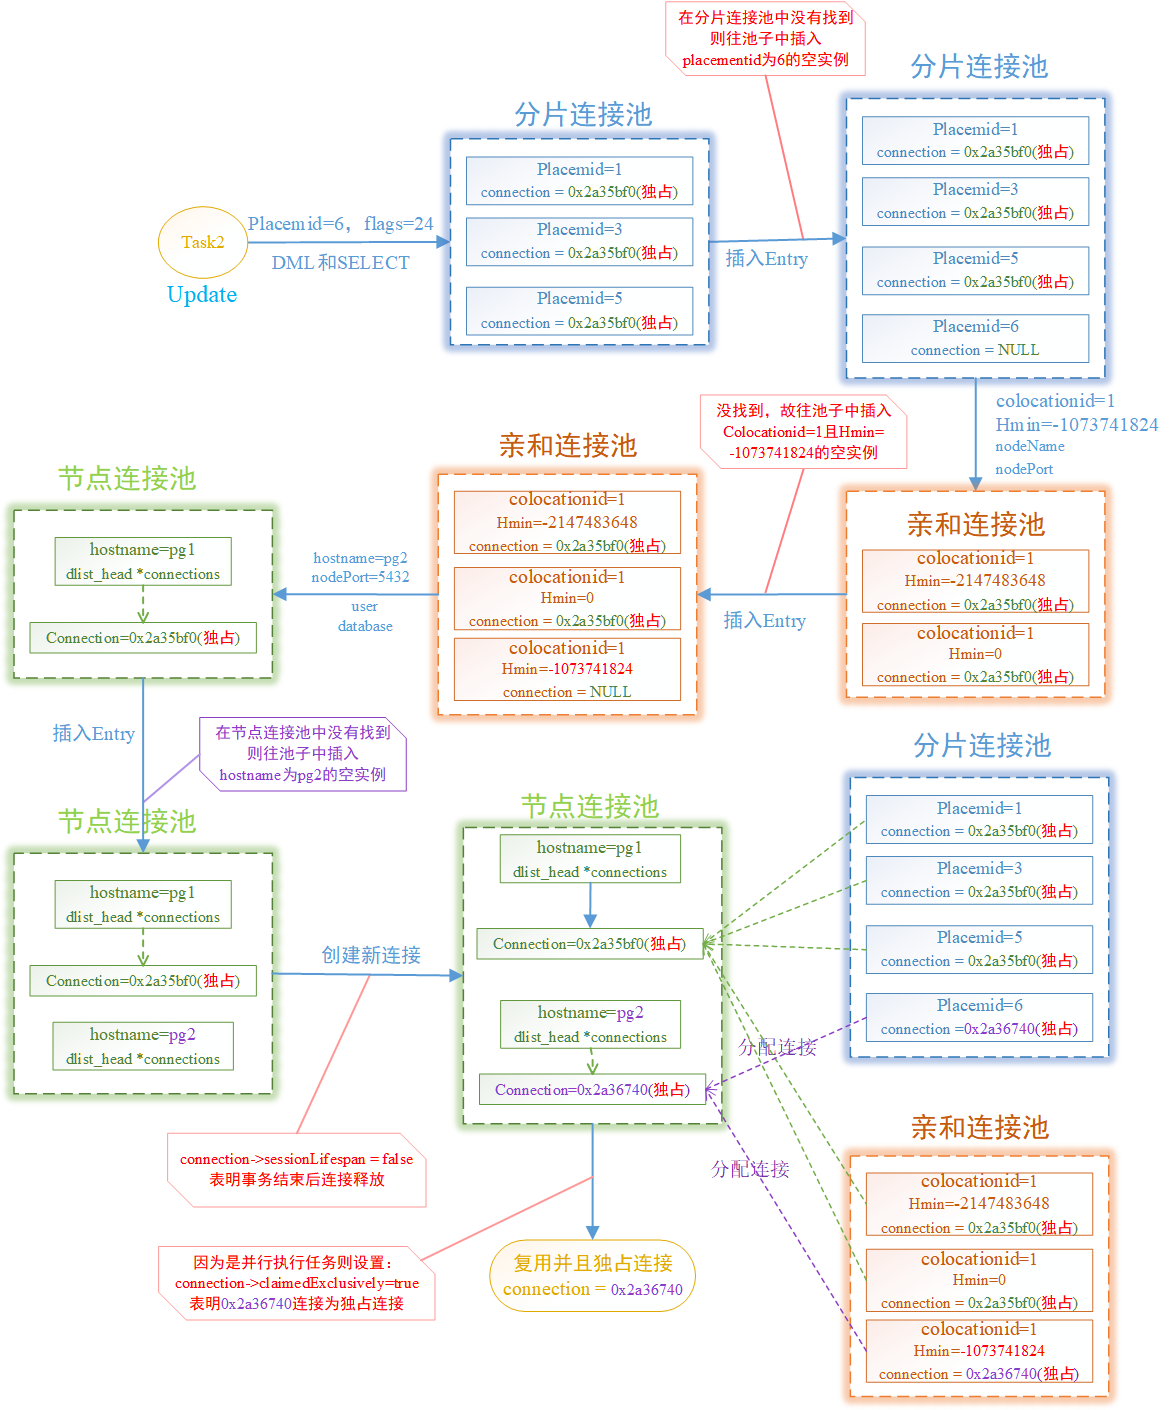 在分片连接池中没有找到
则往池子中插入
placementid为6的空实例
分片连接池
Placemid=1
connection = 0x2a35bf0(独占)
Placemid=3
connection = 0x2a35bf0(独占)
Placemid=5
connection = 0x2a35bf0(独占)
Task2
Update
Placemid=6，flags=24
DML和SELECT
插入Entry
分片连接池
Placemid=1
connection = 0x2a35bf0(独占)
Placemid=3
connection = 0x2a35bf0(独占)
Placemid=5
connection = 0x2a35bf0(独占)
Placemid=6
connection = NULL
colocationid=1
Hmin=-1073741824
nodeName
nodePort
没找到，故往池子中插入
Colocationid=1且Hmin=
-1073741824的空实例
亲和连接池
colocationid=1
Hmin=-2147483648
connection = 0x2a35bf0(独占)
colocationid=1
Hmin=0
connection = 0x2a35bf0(独占)
插入Entry
亲和连接池
colocationid=1
Hmin=-2147483648
connection = 0x2a35bf0(独占)
colocationid=1
Hmin=0
connection = 0x2a35bf0(独占)
colocationid=1
Hmin=-1073741824
connection = NULL
hostname=pg2
nodePort=5432
user
database
节点连接池
hostname=pg1
dlist_head *connections
Connection=0x2a35bf0(独占)
插入Entry
在节点连接池中没有找到
则往池子中插入
hostname为pg2的空实例
节点连接池
hostname=pg1
dlist_head *connections
Connection=0x2a35bf0(独占)
hostname=pg2
dlist_head *connections
创建新连接
节点连接池
hostname=pg1
dlist_head *connections
Connection=0x2a35bf0(独占)
hostname=pg2
dlist_head *connections
Connection=0x2a36740(独占)
分片连接池
Placemid=1
connection = 0x2a35bf0(独占)
Placemid=3
connection = 0x2a35bf0(独占)
Placemid=5
connection = 0x2a35bf0(独占)
Placemid=6
connection =0x2a36740(独占)
分配连接
分配连接
亲和连接池
colocationid=1
Hmin=-2147483648
connection = 0x2a35bf0(独占)
colocationid=1
Hmin=0
connection = 0x2a35bf0(独占)
colocationid=1
Hmin=-1073741824
connection = 0x2a36740(独占)
connection->sessionLifespan = false
表明事务结束后连接释放
因为是并行执行任务则设置：
connection->claimedExclusively=true
表明0x2a36740连接为独占连接
复用并且独占连接
connection = 0x2a36740